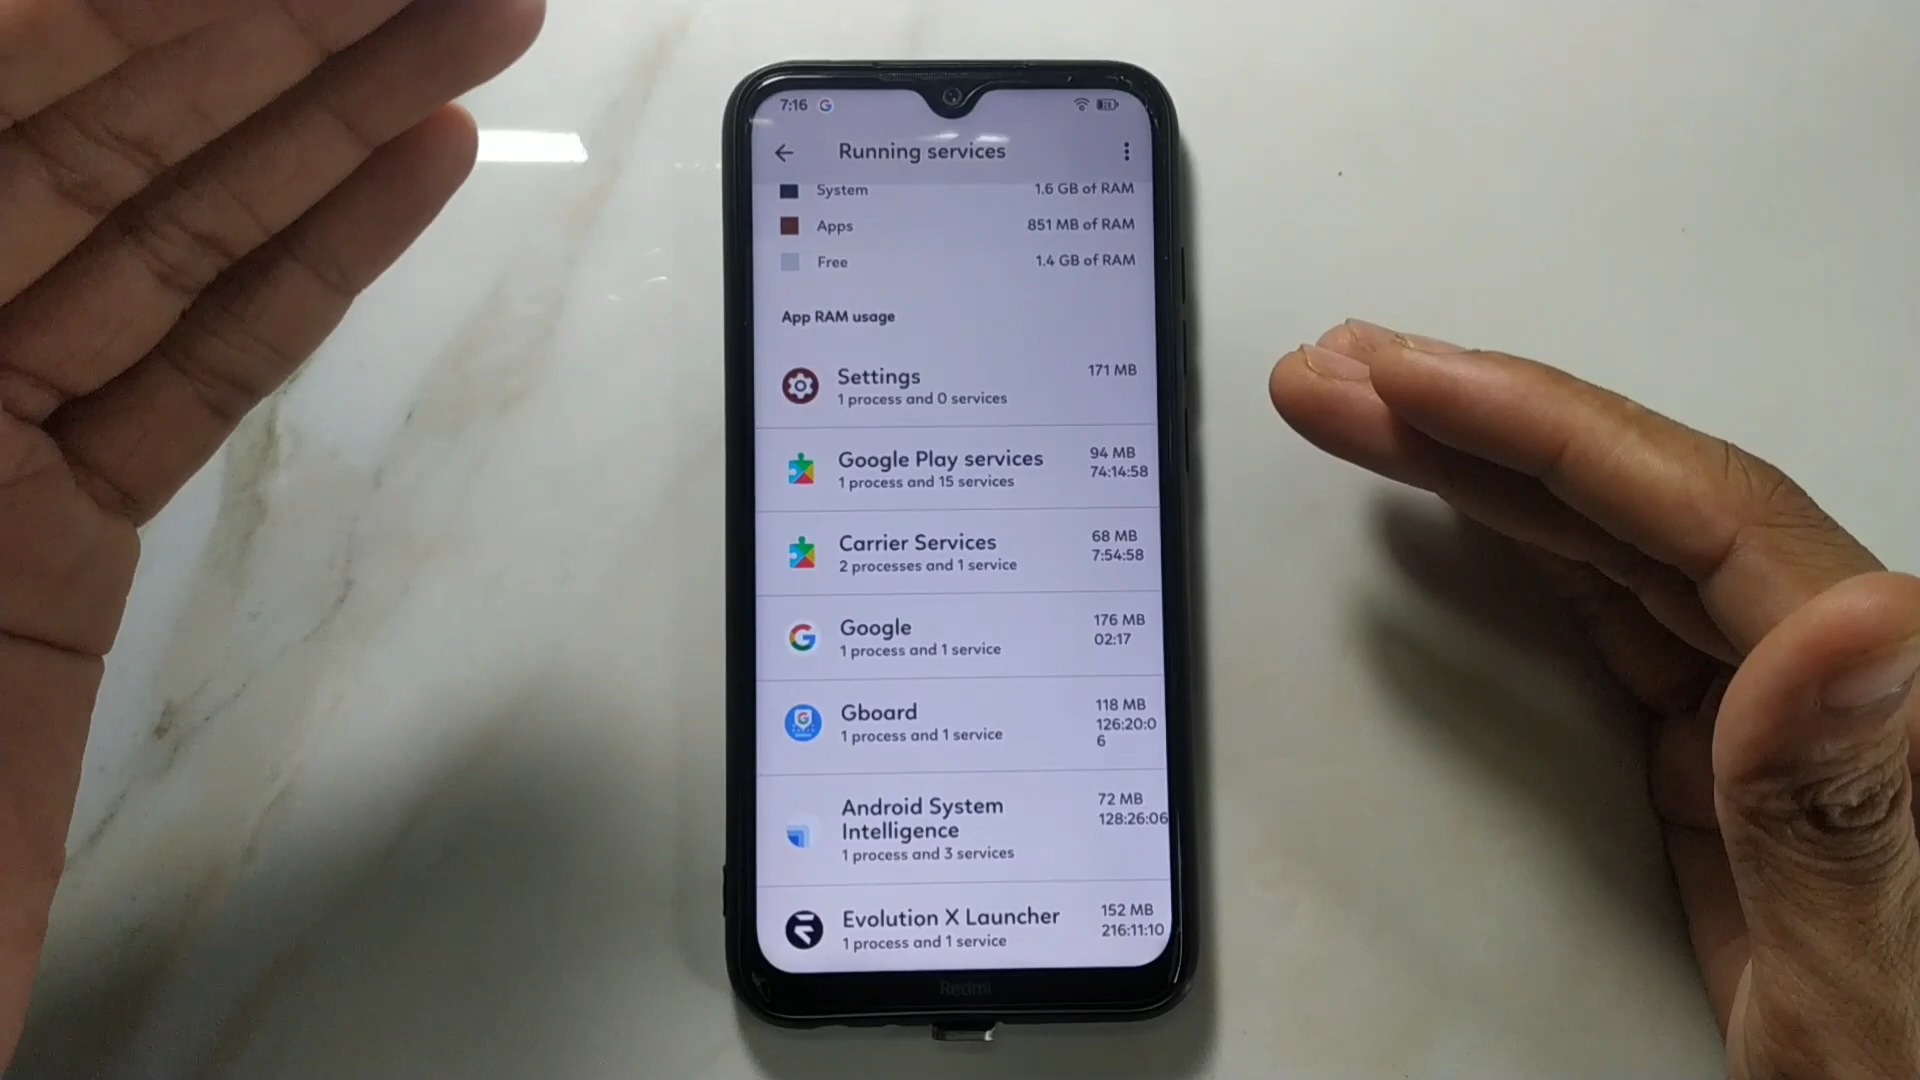 7:16
Running services
System 1.6 GB of RAM
Apps 851 MB of RAM
Free 1.4 GB of RAM
App RAM usage
Settings 171 MB
1 process and 0 services
Google Play services 94 MB
1 process and 15 services 74:14:58
Carrier Services 68 MB
2 processes and 1 service 7:54:58
Google 176 MB
1 process and 1 service 02:17
Gboard 118 MB
1 process and 1 service 126:20:0
6
Android System 72 MB
Intelligence 128:26:06
1 process and 3 services
Evolution X Launcher 152 MB
1 process and 1 service 216:11:10
Redmi